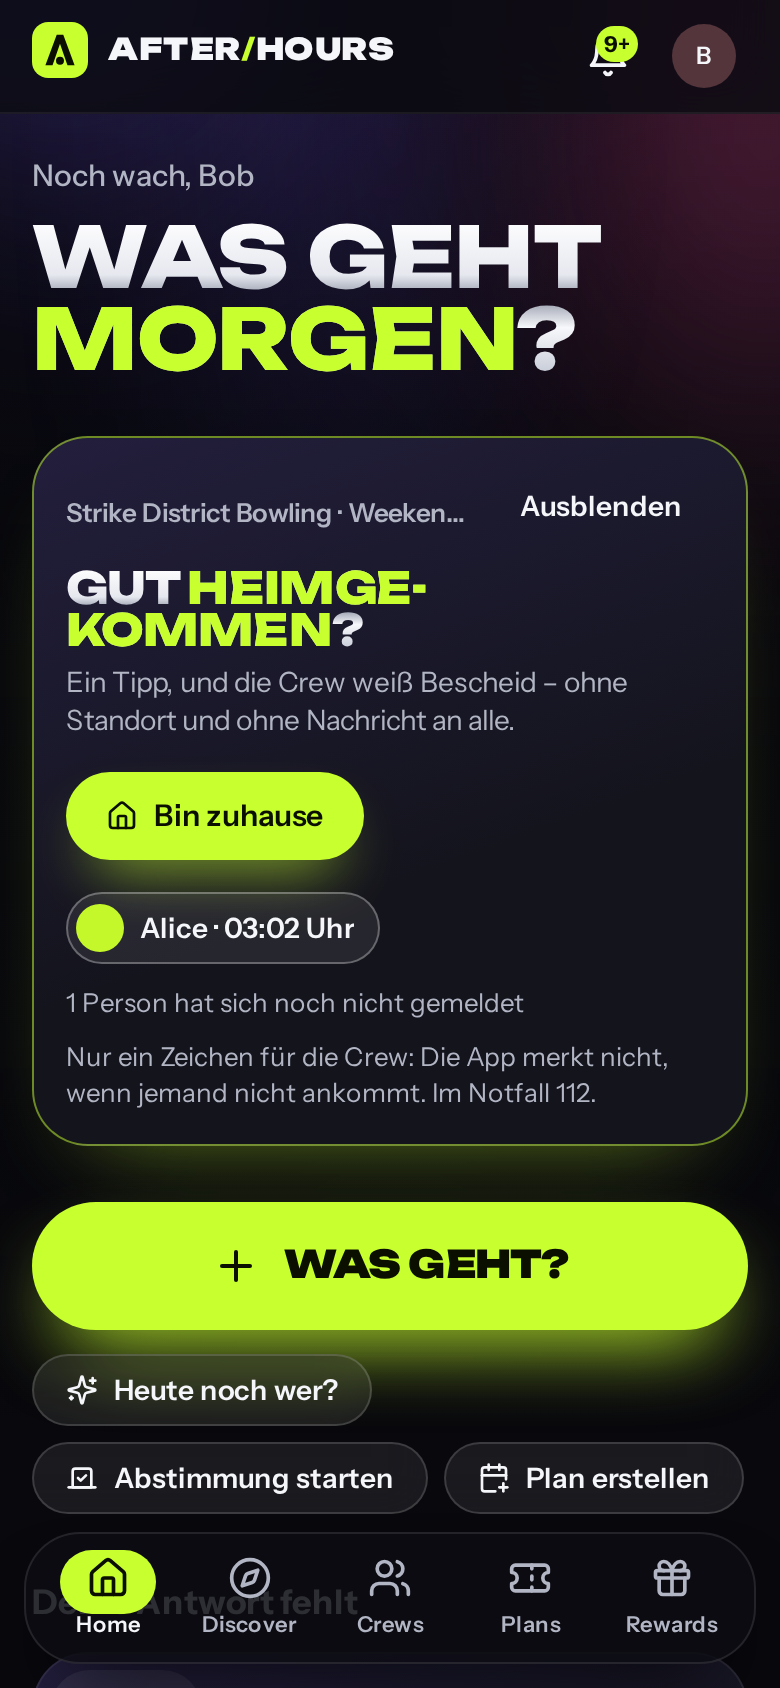 AFTER/HOURS
9+
B
Noch wach, Bob
WAS GEHT
MORGEN?
Strike District Bowling · Weeken...
Ausblenden
GUT HEIMGE-
KOMMEN?
Ein Tipp, und die Crew weiß Bescheid – ohne
Standort und ohne Nachricht an alle.
Bin zuhause
Alice · 03:02 Uhr
1 Person hat sich noch nicht gemeldet
Nur ein Zeichen für die Crew: Die App merkt nicht,
wenn jemand nicht ankommt. Im Notfall 112.
WAS GEHT?
Heute noch wer?
Abstimmung starten
Plan erstellen
Antwort fehlt
Home
Discover
Crews
Plans
Rewards